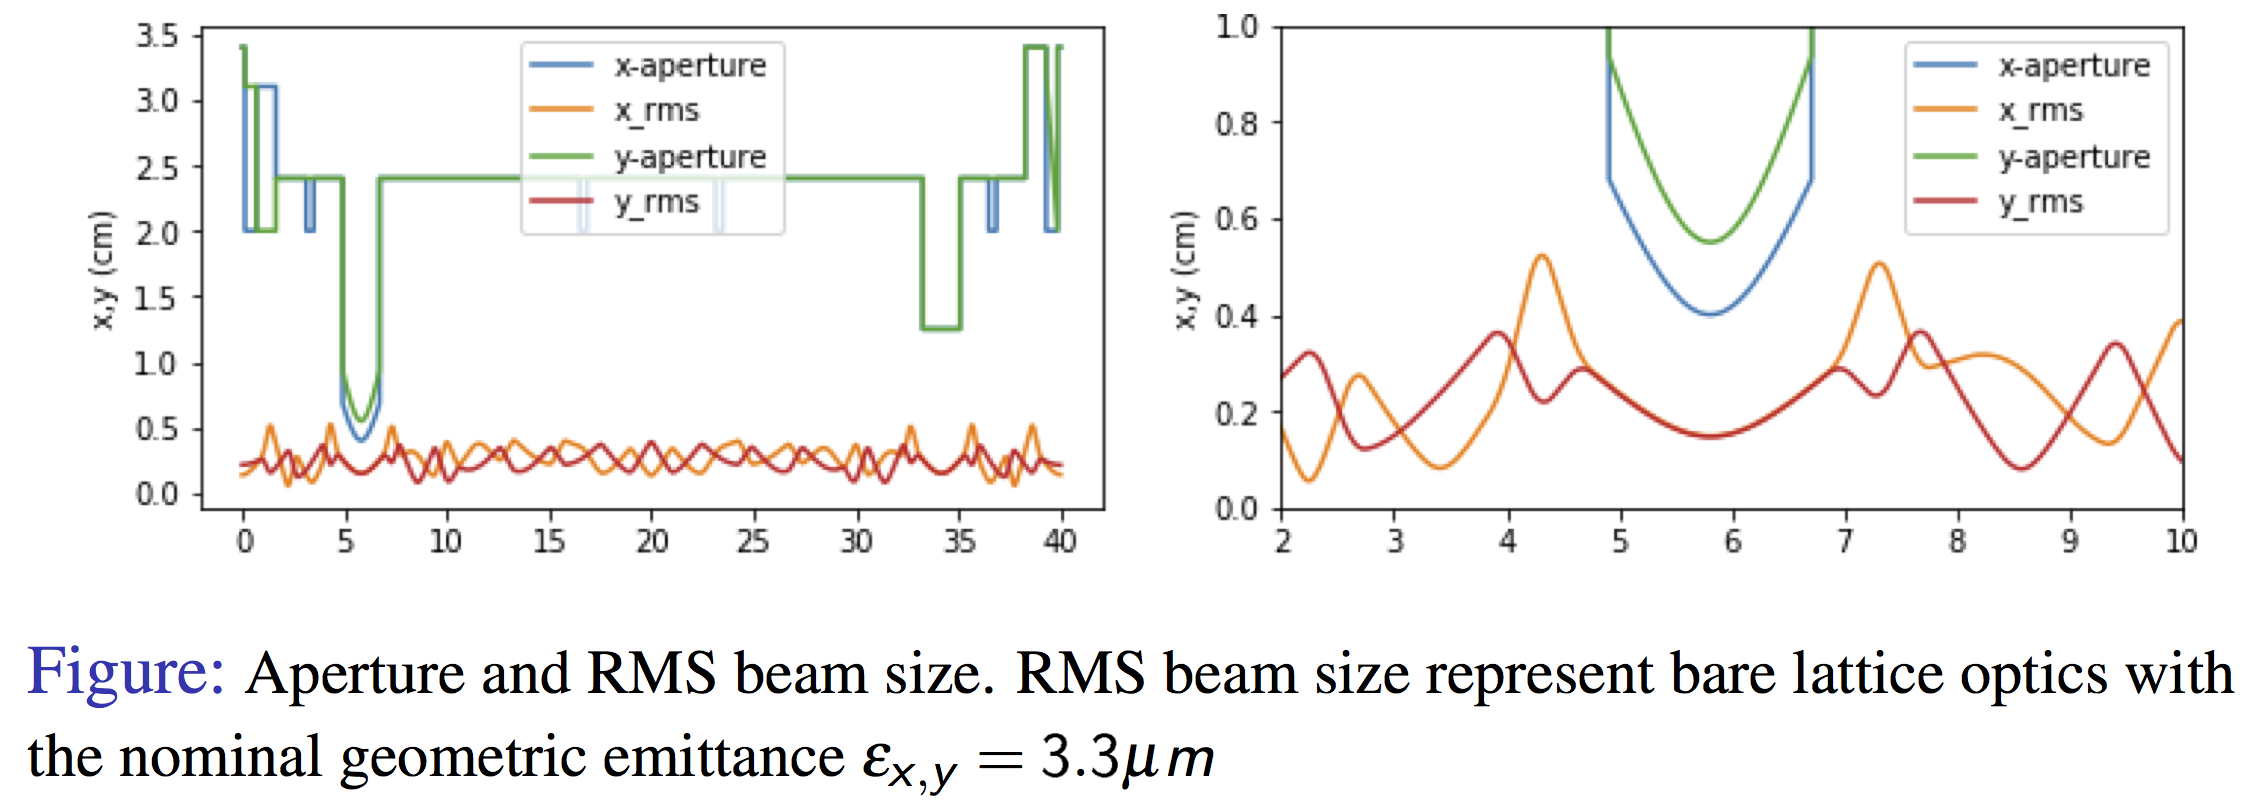 3.5
3.0
2.5
2.0
1.5
1.0
0.5
0.0
x,y (cm)
0 5 10 15 20 25 30 35 40
x-aperture
x_rms
y-aperture
y_rms
1.0
0.8
0.6
0.4
0.2
0.0
x,y (cm)
2 3 4 5 6 7 8 9 10
x-aperture
x_rms
y-aperture
y_rms
Figure: Aperture and RMS beam size. RMS beam size represent bare lattice optics with
the nominal geometric emittance εx,y = 3.3μm